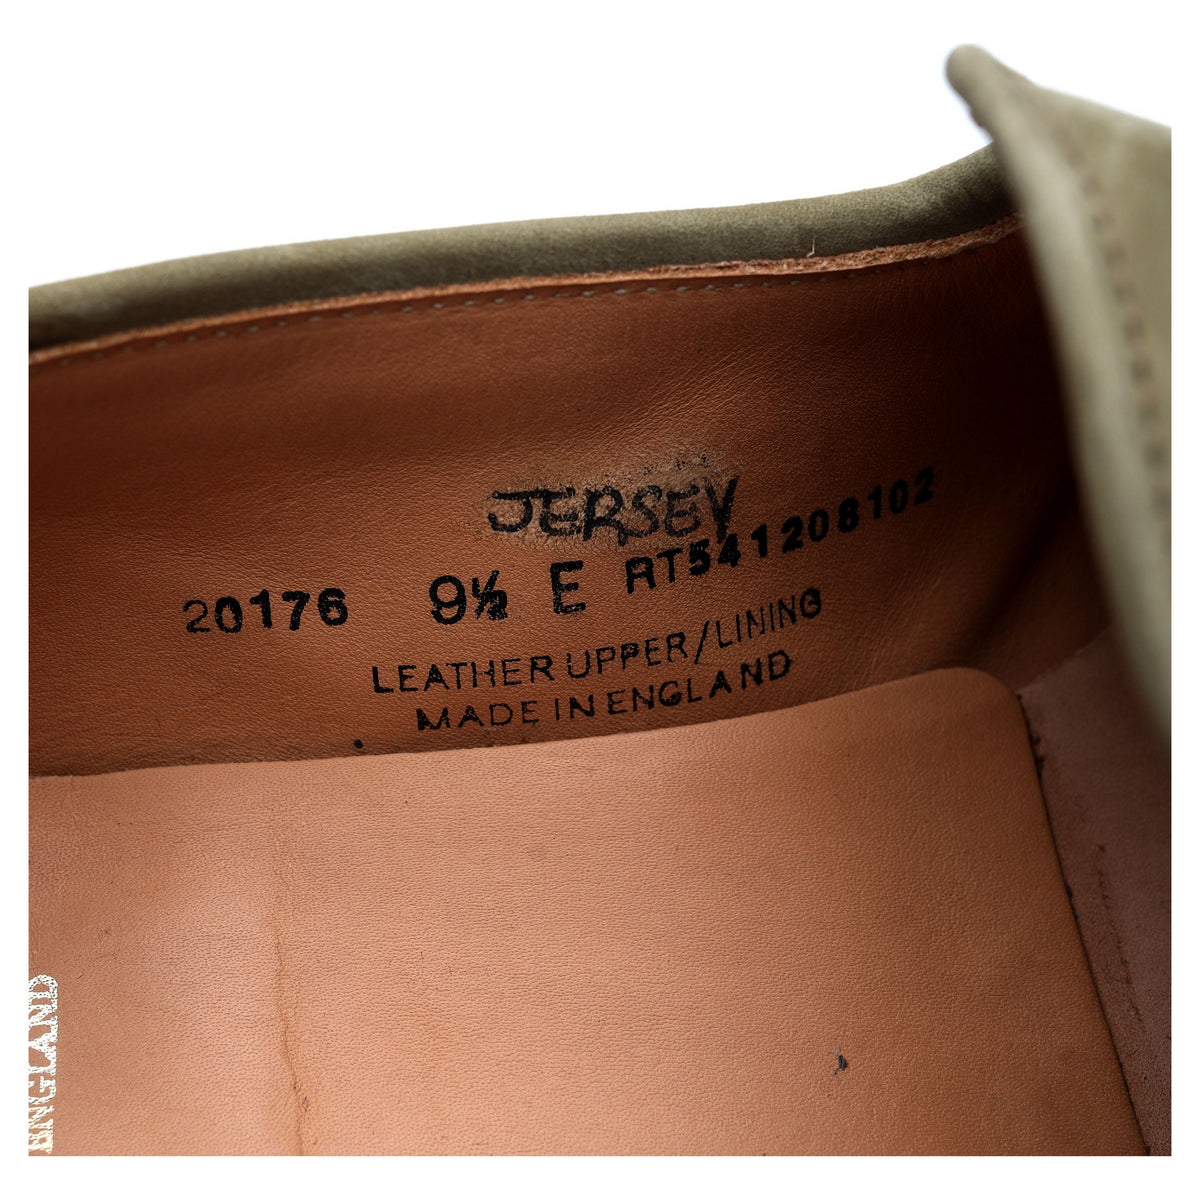 JERSEY
20176 9½ E RT541208102
LEATHER UPPER/LINING
MADE IN ENGLAND
ENGLAND